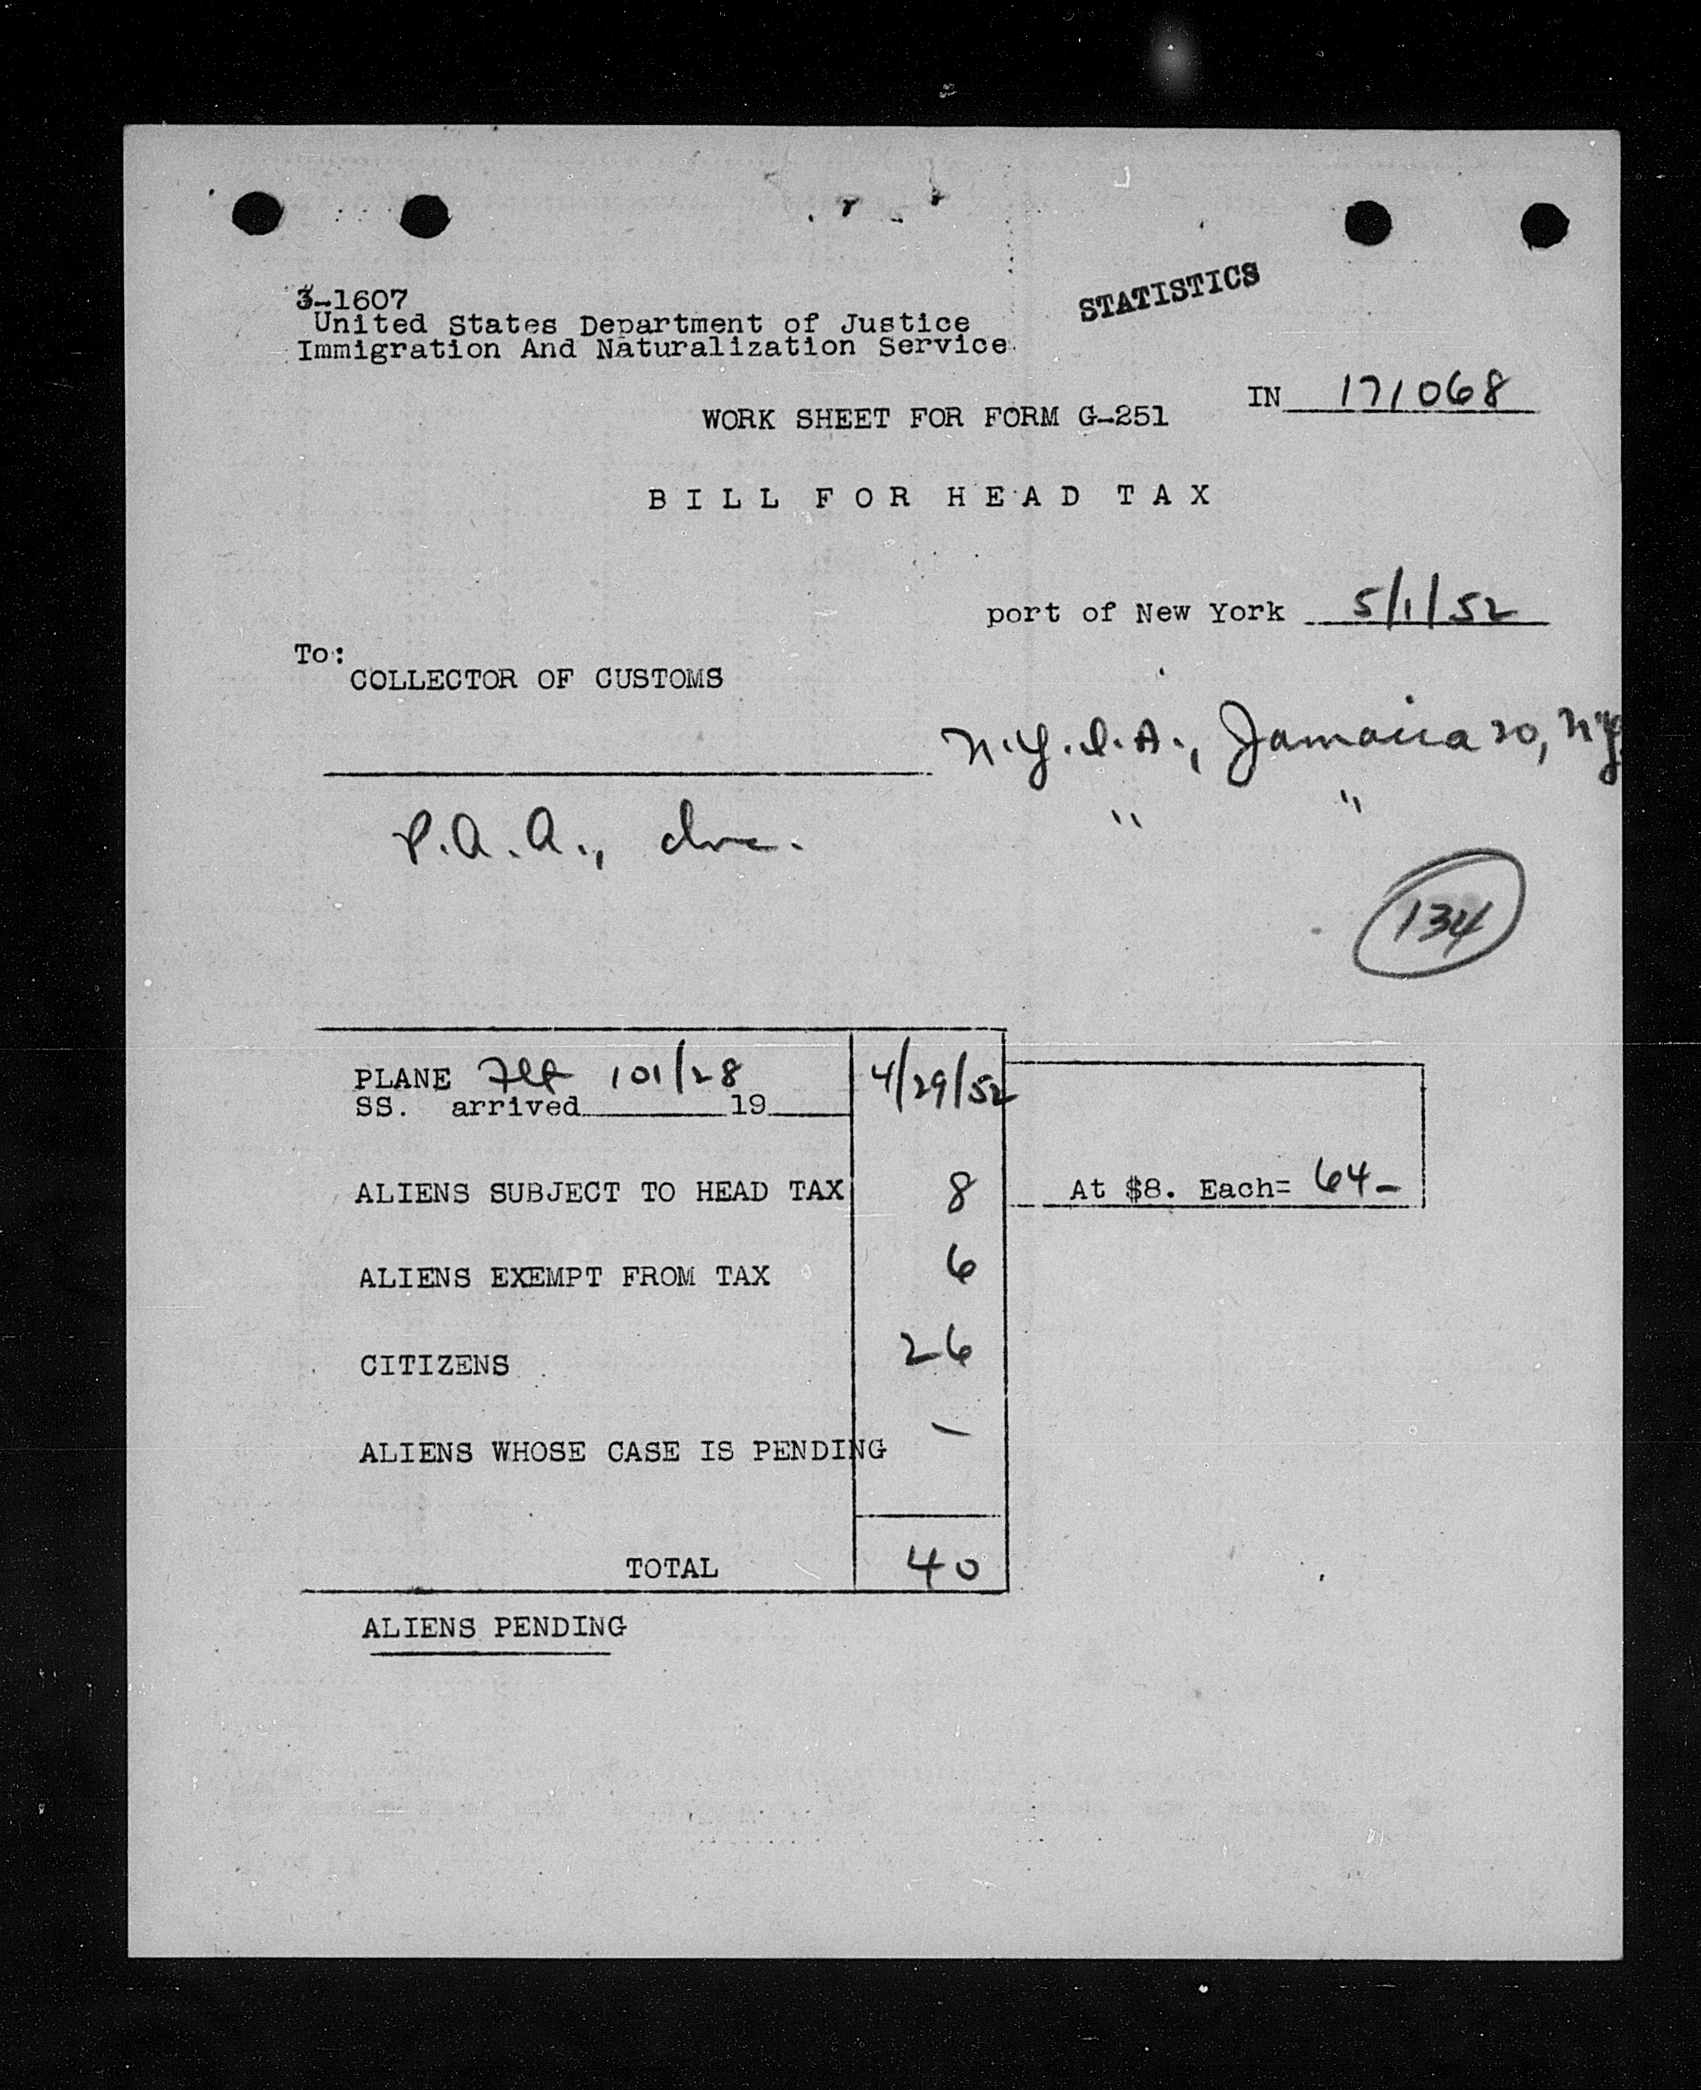 STATISTICS
3-1607
United States Department of Justice
Immigration And Naturalization Service
IN 171068
WORK SHEET FOR FORM G-251
BILL FOR HEAD TAX
port of New York 5/1/52
To:
COLLECTOR OF CUSTOMS
N.Y.I.A., Jamaica 20, N.Y.
P.A.A., Inc. " "
134
PLANE Flt 101/28 4/29/52
SS. arrived 19
ALIENS SUBJECT TO HEAD TAX 8 At $8. Each= 64-
ALIENS EXEMPT FROM TAX 6
CITIZENS 26
ALIENS WHOSE CASE IS PENDING -
TOTAL 40
ALIENS PENDING